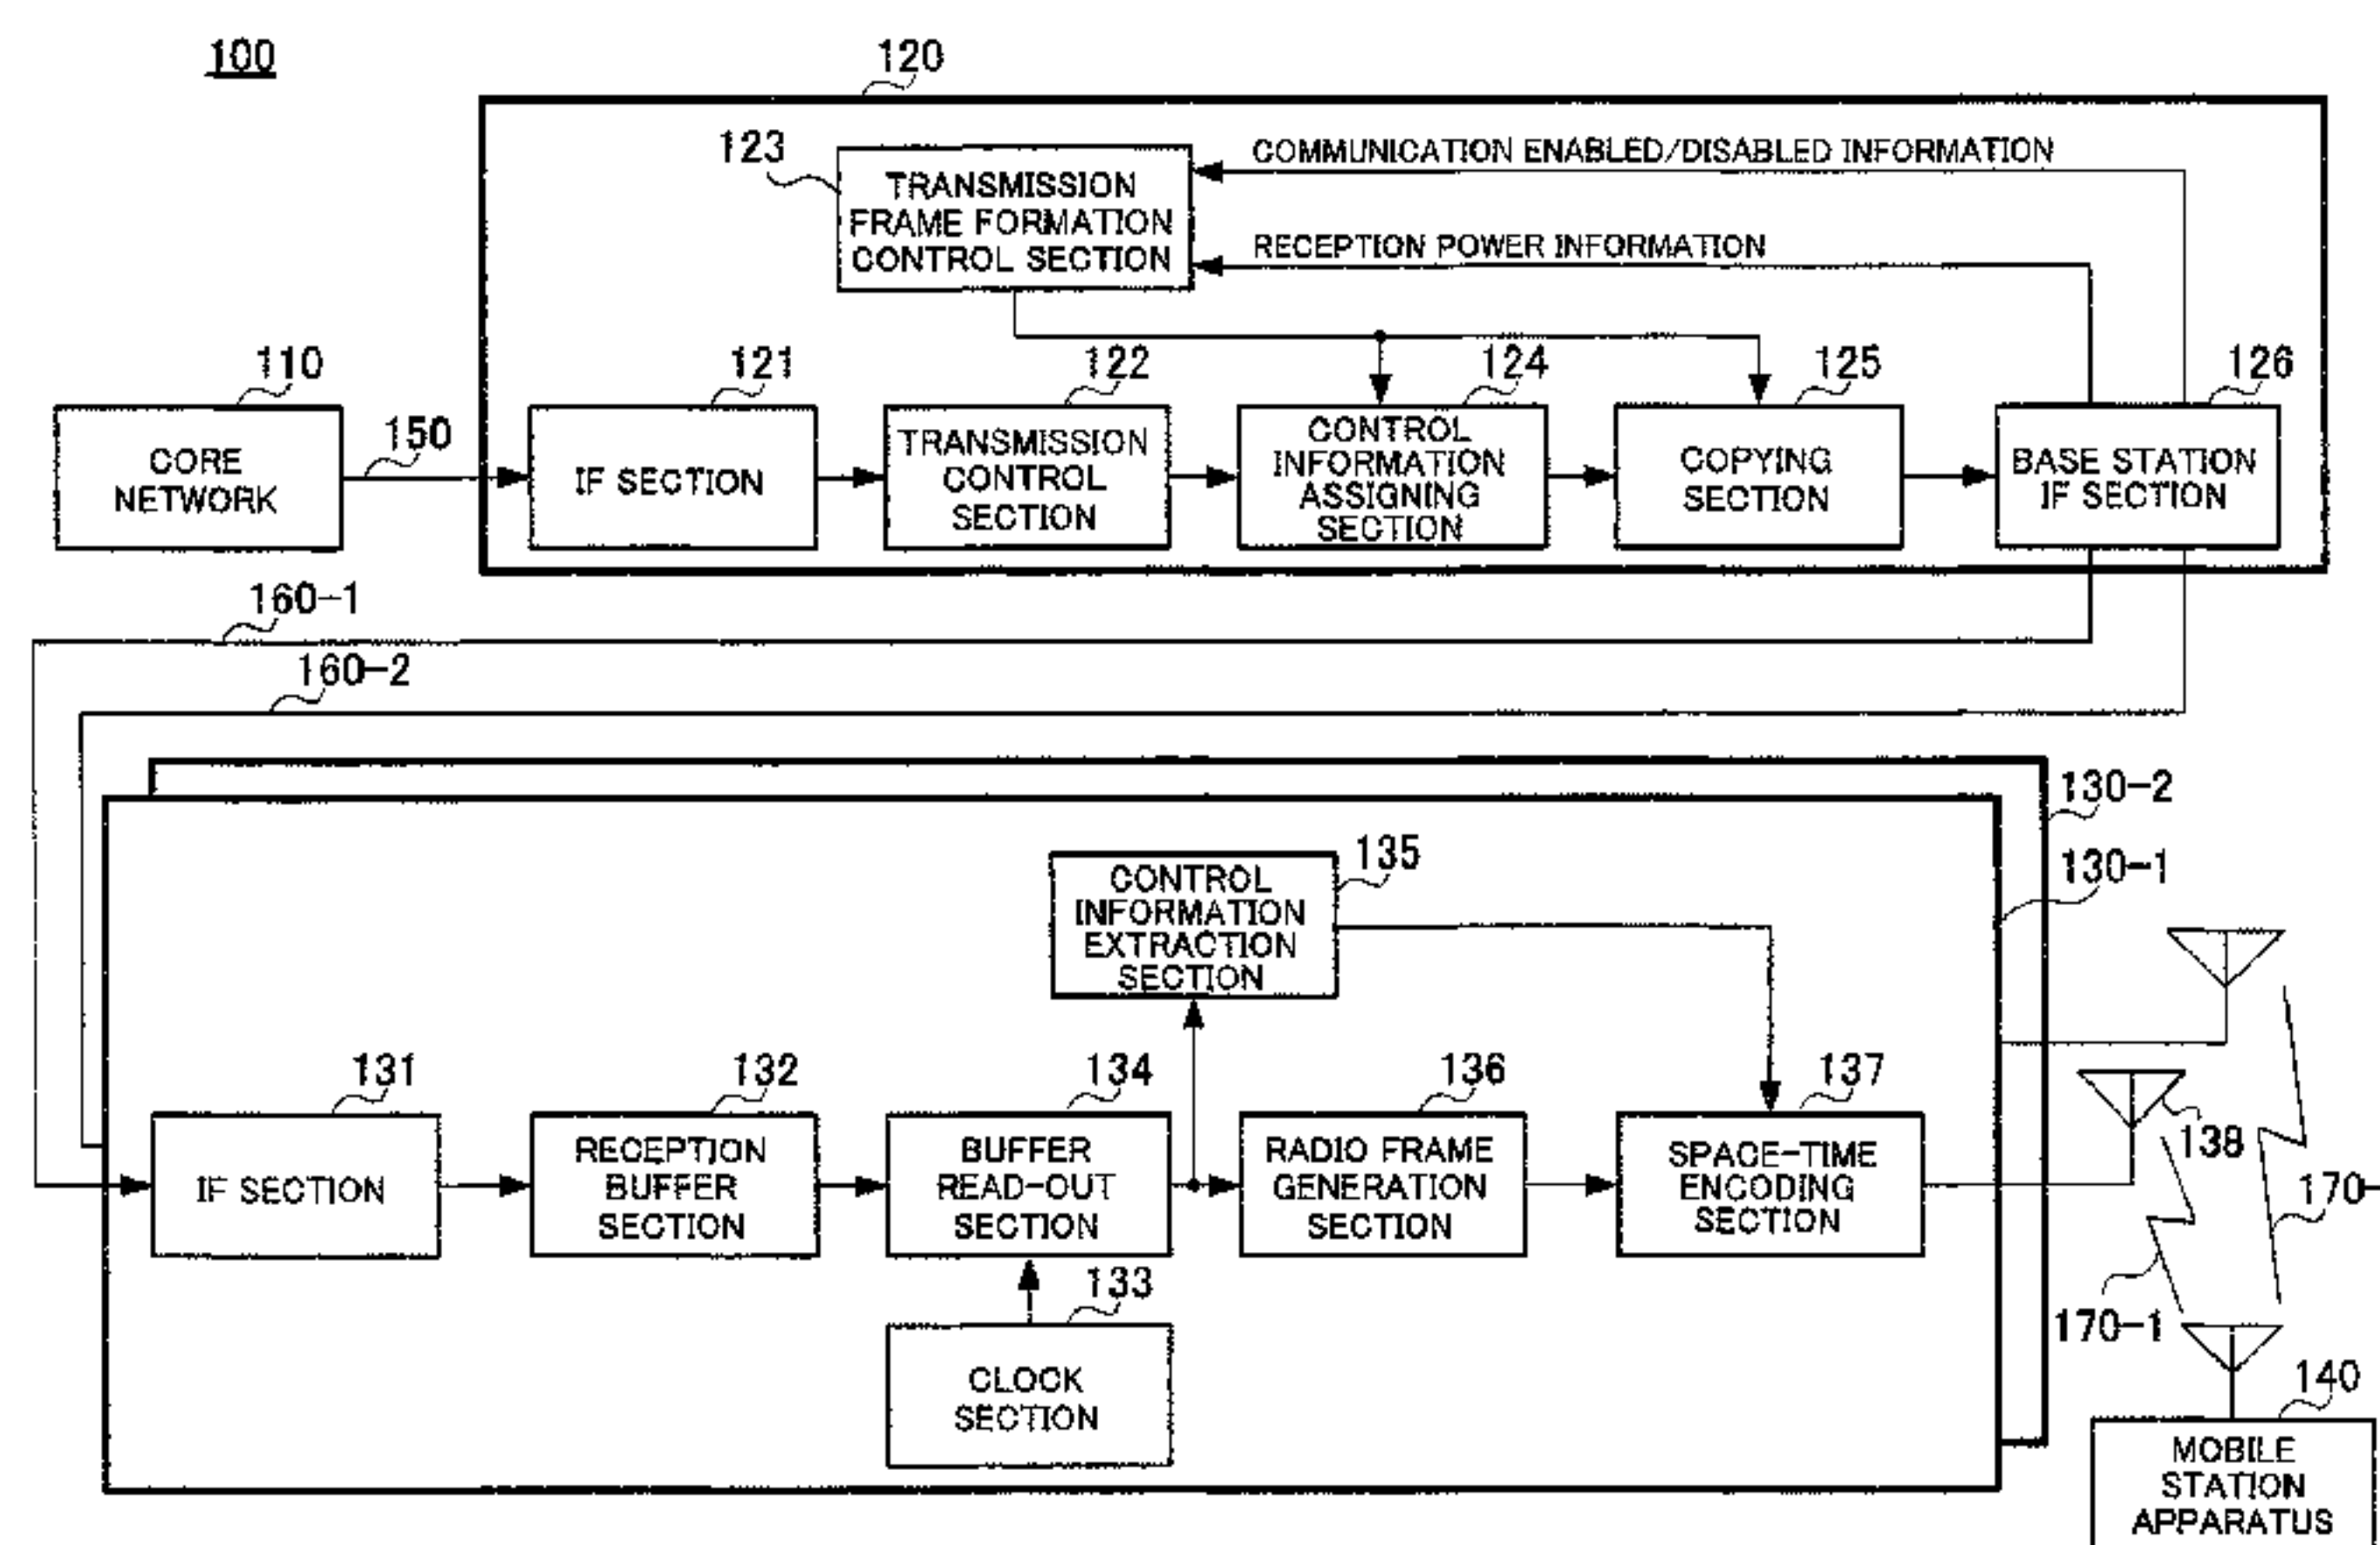 100
120
123
TRANSMISSION
FRAME FORMATION
CONTROL SECTION
COMMUNICATION ENABLED/DISABLED INFORMATION
RECEPTION POWER INFORMATION
110
CORE
NETWORK
150
121
IF SECTION
122
TRANSMISSION
CONTROL
SECTION
124
CONTROL
INFORMATION
ASSIGNING
SECTION
125
COPYING
SECTION
126
BASE STATION
IF SECTION
160-1
160-2
130-2
130-1
135
CONTROL
INFORMATION
EXTRACTION
SECTION
131
IF SECTION
132
RECEPTION
BUFFER
SECTION
134
BUFFER
READ-OUT
SECTION
136
RADIO FRAME
GENERATION
SECTION
137
SPACE-TIME
ENCODING
SECTION
138
170-
170-1
133
CLOCK
SECTION
140
MOBILE
STATION
APPARATUS